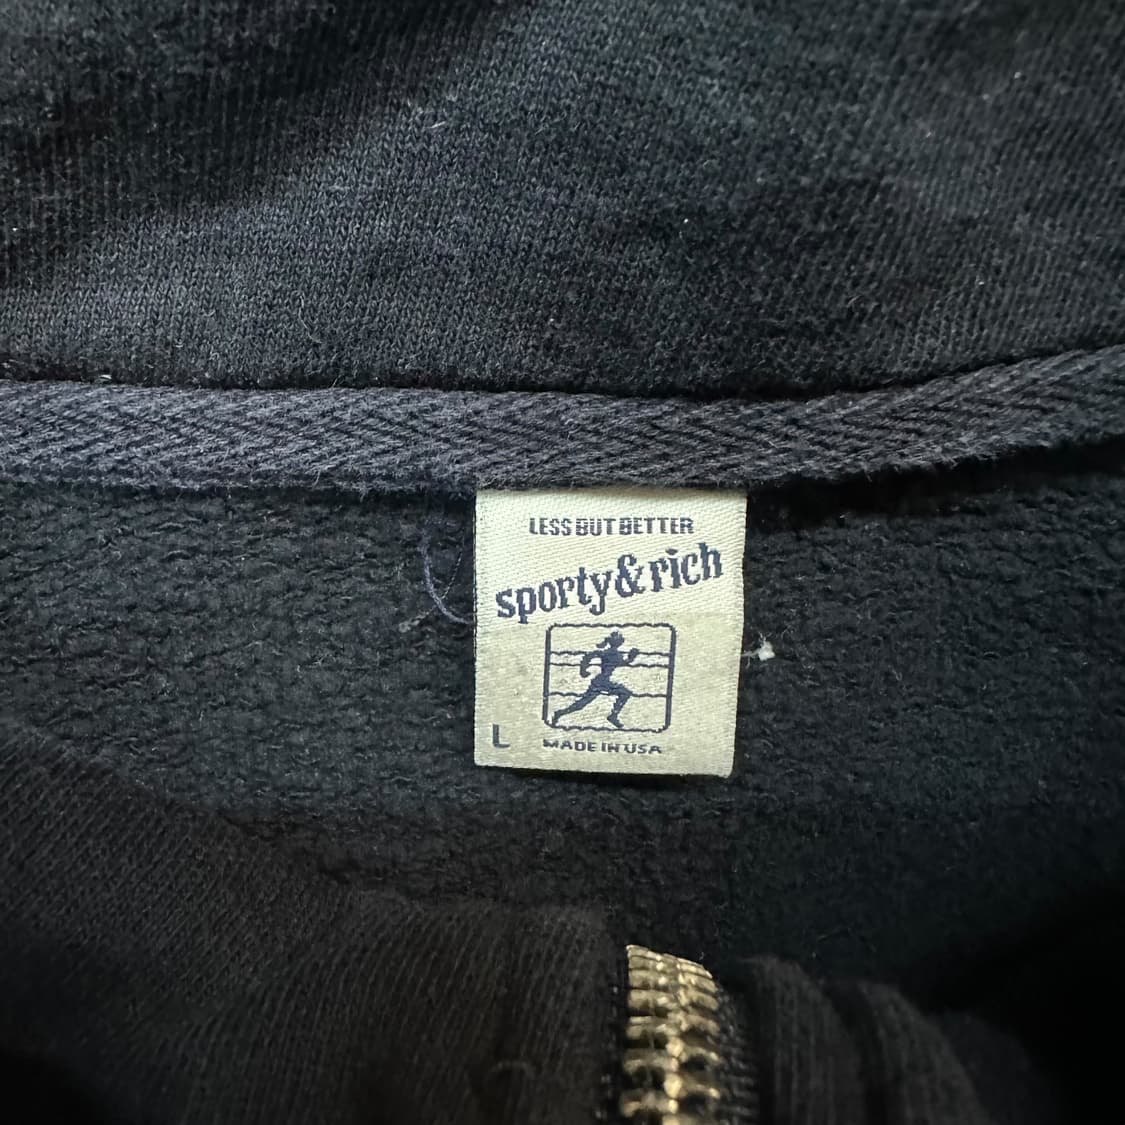 LESS BUT BETTER
sporty & rich
L
MADE IN USA